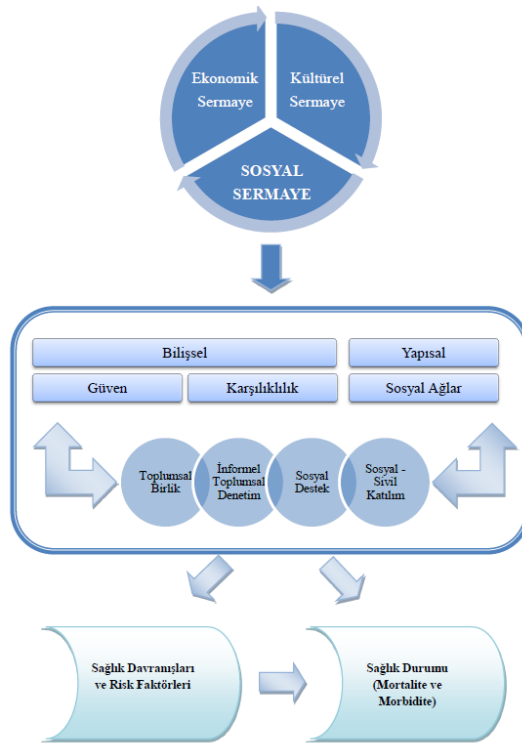 Ekonomik
Sermaye
Kültürel
Sermaye
SOSYAL
SERMAYE
Bilişsel
Yapısal
Güven
Karşılıklılık
Sosyal Ağlar
Toplumsal
Birlik
İnformel
Toplumsal
Denetim
Sosyal
Destek
Sosyal -
Sivil
Katılım
Sağlık Davranışları
ve Risk Faktörleri
Sağlık Durumu
(Mortalite ve
Morbidite)